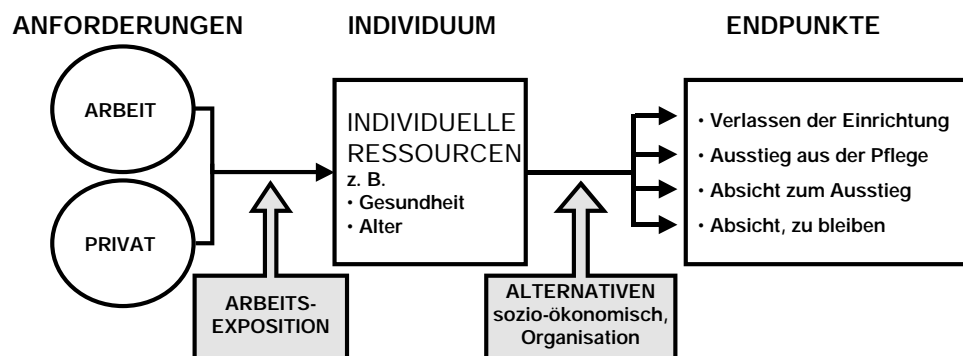 ANFORDERUNGEN
INDIVIDUUM
ENDPUNKTE
ARBEIT
PRIVAT
INDIVIDUELLE
RESSOURCEN
z. B.
· Gesundheit
· Alter
· Verlassen der Einrichtung
· Ausstieg aus der Pflege
· Absicht zum Ausstieg
· Absicht, zu bleiben
ARBEITS-
EXPOSITION
ALTERNATIVEN
sozio-ökonomisch,
Organisation